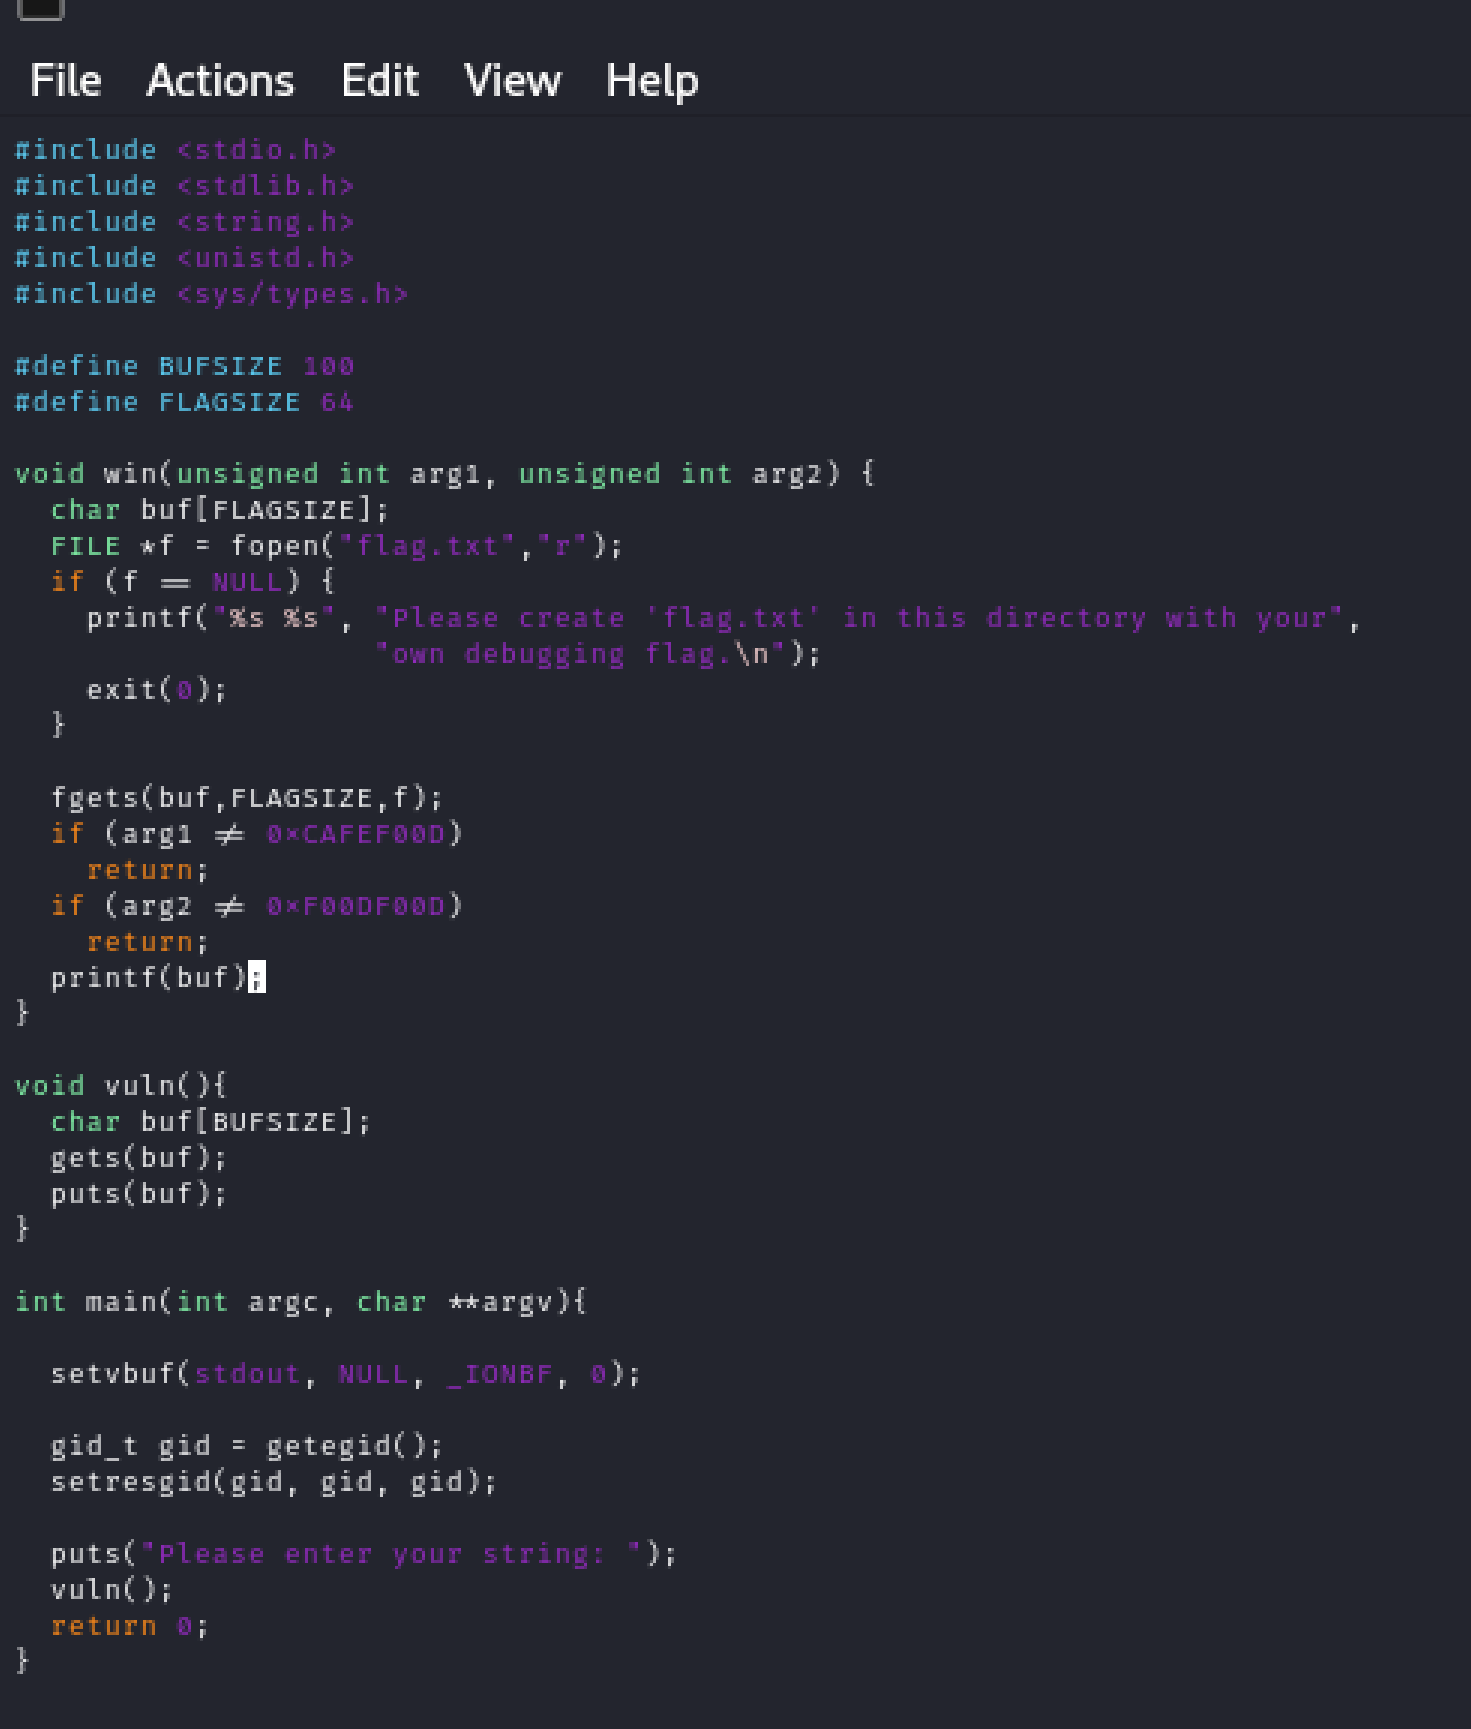 File Actions Edit View Help
#include <stdio.h>
#include <stdlib.h>
#include <string.h>
#include <unistd.h>
#include <sys/types.h>

#define BUFSIZE 100
#define FLAGSIZE 64

void win(unsigned int arg1, unsigned int arg2) {
  char buf[FLAGSIZE];
  FILE *f = fopen("flag.txt","r");
  if (f == NULL) {
    printf("%s %s", "Please create 'flag.txt' in this directory with your",
                    "own debugging flag.\n");
    exit(0);
  }

  fgets(buf,FLAGSIZE,f);
  if (arg1 != 0xCAFEF00D)
    return;
  if (arg2 != 0xF00DF00D)
    return;
  printf(buf);
}

void vuln(){
  char buf[BUFSIZE];
  gets(buf);
  puts(buf);
}

int main(int argc, char **argv){

  setvbuf(stdout, NULL, _IONBF, 0);

  gid_t gid = getegid();
  setresgid(gid, gid, gid);

  puts("Please enter your string: ");
  vuln();
  return 0;
}